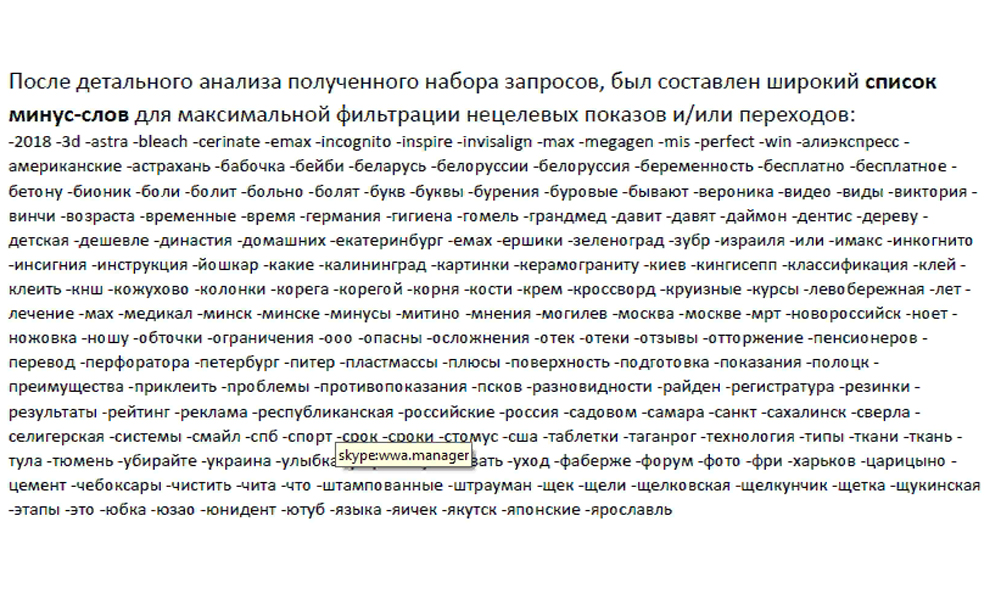 После детального анализа полученного набора запросов, был составлен широкий список
минус-слов для максимальной фильтрации нецелевых показов и/или переходов:
-2018 -3d -astra -bleach -cerinate -emax -incognito -inspire -invisalign -max -megagen -mis -perfect -win -алиэкспресс -
американские -астрахань -бабочка -бейби -беларусь -белоруссии -белоруссия -беременность -бесплатно -бесплатное -
бетону -бионик -боли -болит -больно -болят -букв -буквы -бурения -буровые -бывают -вероника -видео -виды -виктория -
винчи -возраста -временные -время -германия -гигиена -гомель -грандмед -давит -давят -даймон -дентис -дереву -
детская -дешевле -династия -домашних -екатеринбург -емах -ершики -зеленоград -зубр -израиля -или -имакс -инкогнито
-инсигния -инструкция -йошкар -какие -калининград -картинки -керамограниту -киев -кингисепп -классификация -клей -
клеить -кнш -кожухово -колонки -корега -корегой -корня -кости -крем -кроссворд -круизные -курсы -левобережная -лет -
лечение -мах -медикал -минск -минске -минусы -митино -мнения -могилев -москва -москве -мрт -новороссийск -ноет -
ножовка -ношу -обточки -ограничения -ооо -опасны -осложнения -отек -отеки -отзывы -отторжение -пенсионеров -
перевод -перфоратора -петербург -питер -пластмассы -плюсы -поверхность -подготовка -показания -полоцк -
преимущества -приклеить -проблемы -противопоказания -псков -разновидности -райден -регистратура -резинки -
результаты -рейтинг -реклама -республиканская -российские -россия -садовом -самара -санкт -сахалинск -сверла -
селигерская -системы -смайл -спб -спорт -срок -сроки -стомус -сша -таблетки -таганрог -технология -типы -ткани -ткань -
тула -тюмень -убирайте -украина -улыбка -уход -фаберже -форум -фото -фри -харьков -царицыно -
skype:wwa.manager
цемент -чебоксары -чистить -чита -что -штампованные -штрауман -щек -щели -щелковская -щелкунчик -щетка -щукинская
-этапы -это -юбка -юзао -юнидент -ютуб -языка -яичек -якутск -японские -ярославль